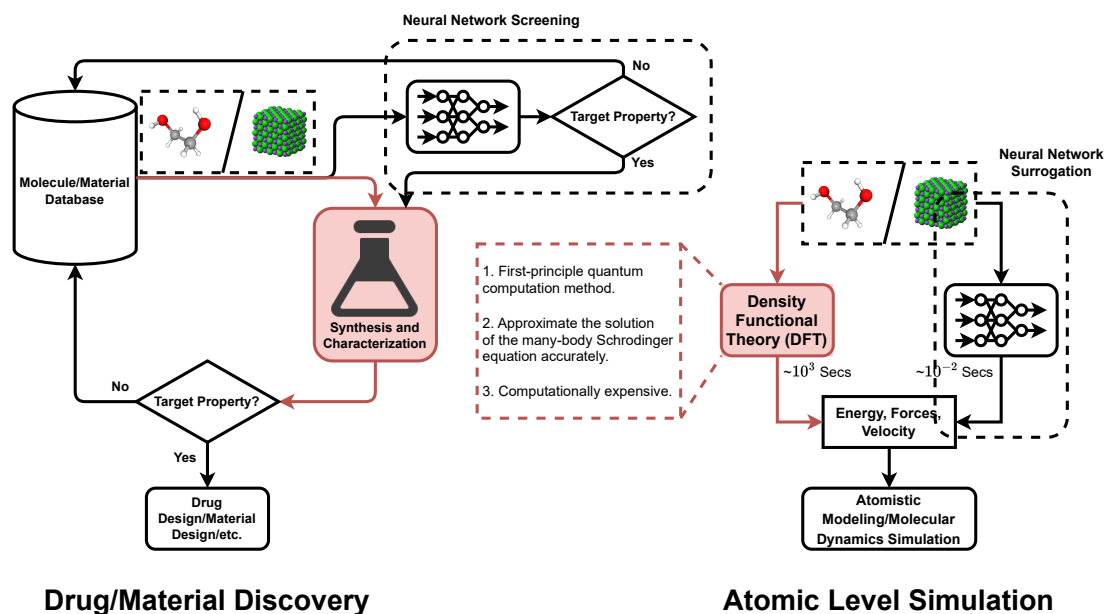 Neural Network Screening
No
Target Property?
Yes
Molecule/Material
Database
Synthesis and
Characterization
No
Target Property?
Yes
Drug
Design/Material
Design/etc.
Drug/Material Discovery
Neural Network
Surrogation
1. First-principle quantum
computation method.
2. Approximate the solution
of the many-body Schrodinger
equation accurately.
3. Computationally expensive.
Density
Functional
Theory (DFT)
~10³ Secs
~10⁻² Secs
Energy, Forces,
Velocity
Atomistic
Modeling/Molecular
Dynamics Simulation
Atomic Level Simulation